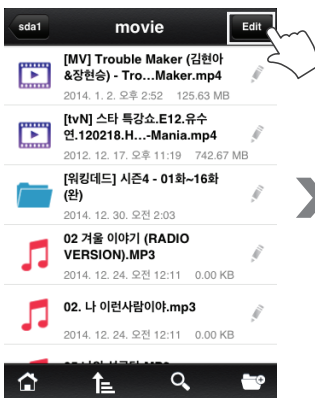 sda1
movie
Edit
[MV] Trouble Maker (김현아
&장현승) - Tro...Maker.mp4
2014. 1. 2. 오후 2:52 125.63 MB
[tvN] 스타 특강쇼.E12.유수
연.120218.H...-Mania.mp4
2012. 12. 17. 오후 11:19 742.67 MB
[워킹데드] 시즌4 - 01화~16화
(완)
2014. 12. 30. 오전 2:03
02 겨울 이야기 (RADIO
VERSION).MP3
2014. 12. 24. 오전 12:11 0.00 KB
02. 나 이런사람이야.mp3
2014. 12. 24. 오전 12:11 0.00 KB